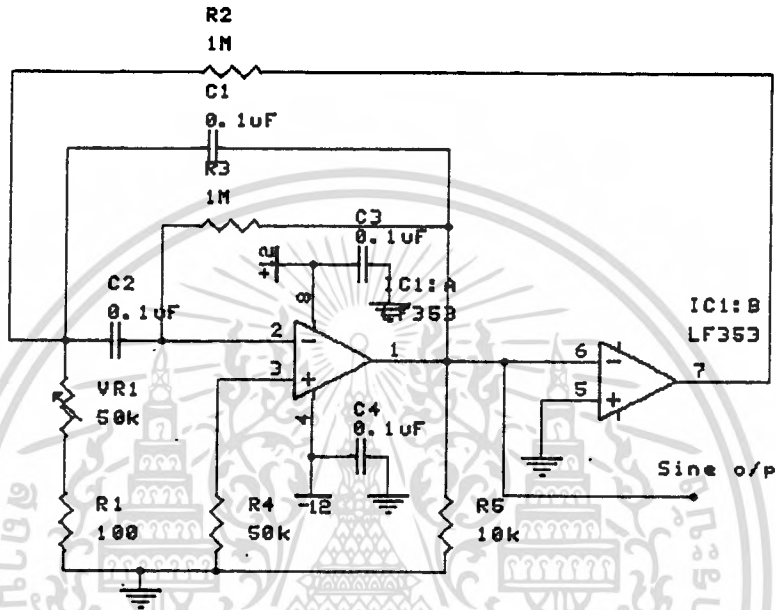 R2
1M
C1
0.1uF
R3
1M
C3
0.1uF
+12
IC1:A
LF353
8
C2
0.1uF
2
-
3
+
1
4
IC1:B
LF353
6
-
5
+
7
VR1
50k
C4
0.1uF
-12
Sine o/p
R1
100
R4
50k
R5
10k